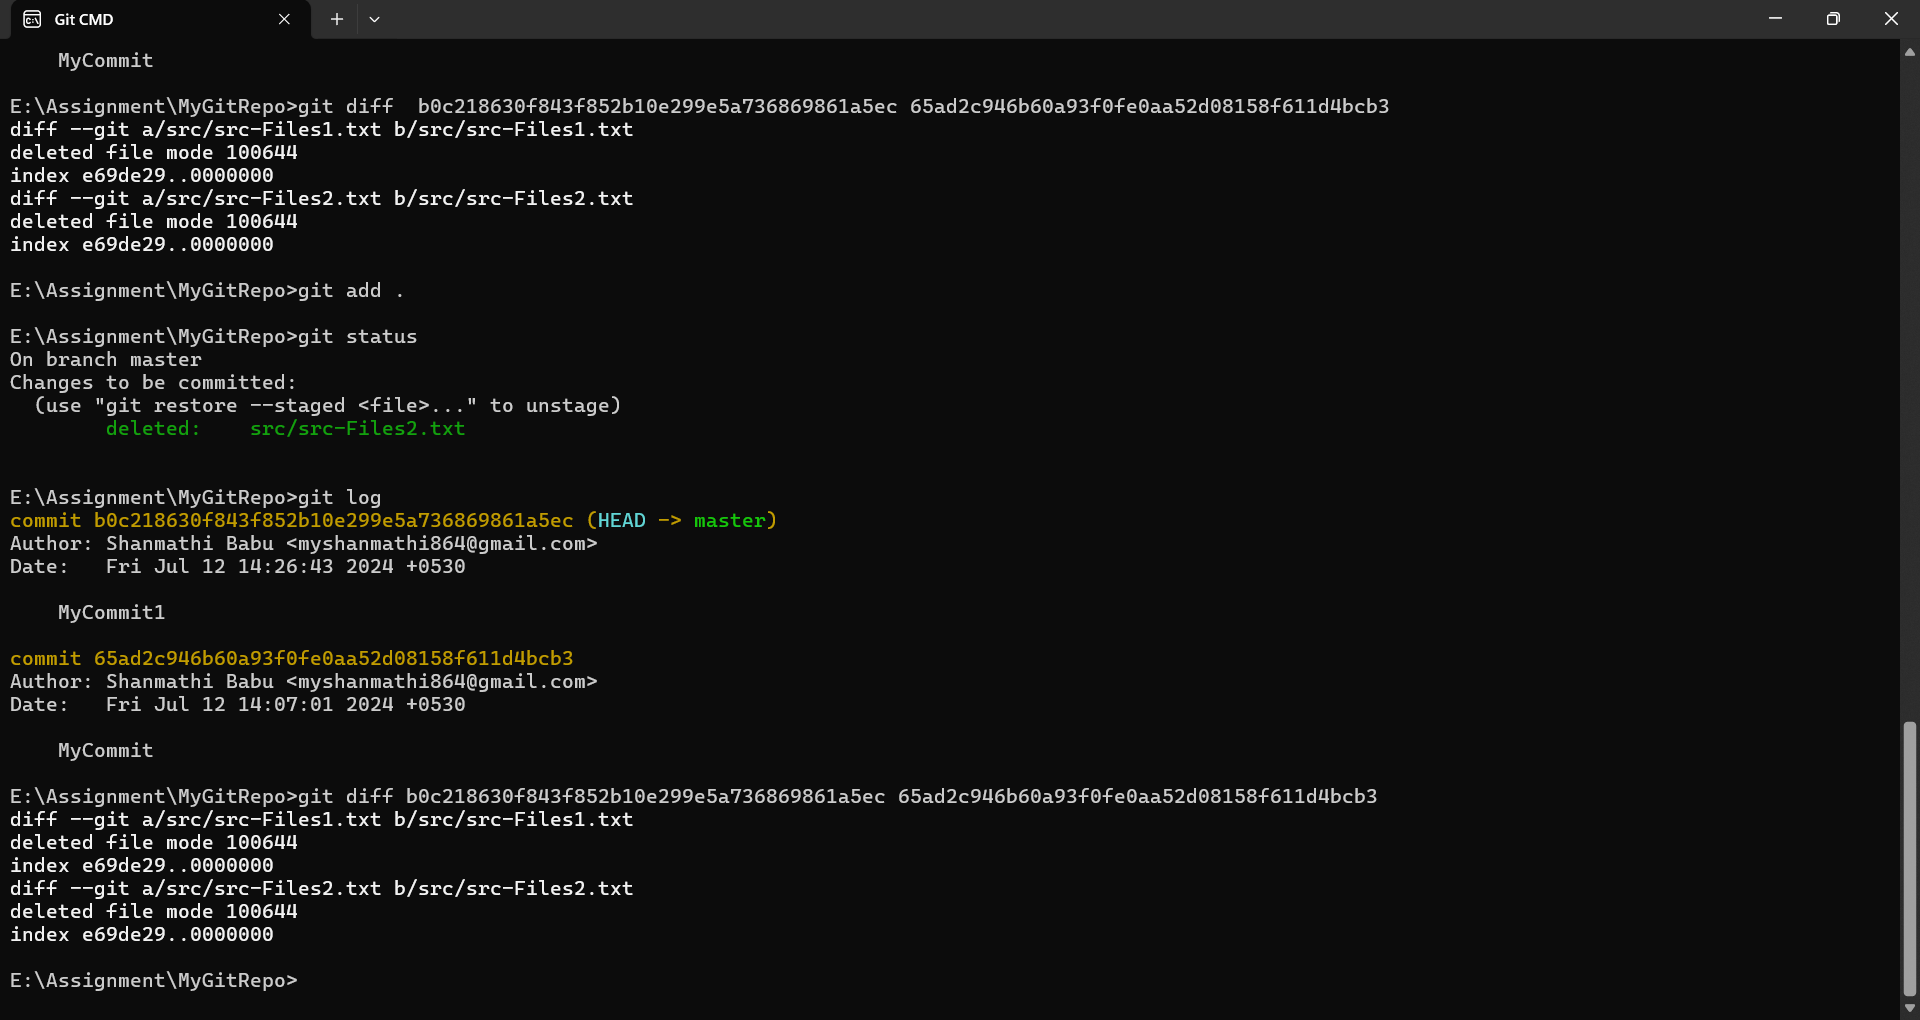 Git CMD
MyCommit
E:\Assignment\MyGitRepo>git diff  b0c218630f843f852b10e299e5a736869861a5ec 65ad2c946b60a93f0fe0aa52d08158f611d4bcb3
diff --git a/src/src-Files1.txt b/src/src-Files1.txt
deleted file mode 100644
index e69de29..0000000
diff --git a/src/src-Files2.txt b/src/src-Files2.txt
deleted file mode 100644
index e69de29..0000000
E:\Assignment\MyGitRepo>git add .
E:\Assignment\MyGitRepo>git status
On branch master
Changes to be committed:
  (use "git restore --staged <file>..." to unstage)
        deleted:    src/src-Files2.txt
E:\Assignment\MyGitRepo>git log
commit b0c218630f843f852b10e299e5a736869861a5ec (HEAD -> master)
Author: Shanmathi Babu <myshanmathi864@gmail.com>
Date:   Fri Jul 12 14:26:43 2024 +0530
    MyCommit1
commit 65ad2c946b60a93f0fe0aa52d08158f611d4bcb3
Author: Shanmathi Babu <myshanmathi864@gmail.com>
Date:   Fri Jul 12 14:07:01 2024 +0530
    MyCommit
E:\Assignment\MyGitRepo>git diff b0c218630f843f852b10e299e5a736869861a5ec 65ad2c946b60a93f0fe0aa52d08158f611d4bcb3
diff --git a/src/src-Files1.txt b/src/src-Files1.txt
deleted file mode 100644
index e69de29..0000000
diff --git a/src/src-Files2.txt b/src/src-Files2.txt
deleted file mode 100644
index e69de29..0000000
E:\Assignment\MyGitRepo>